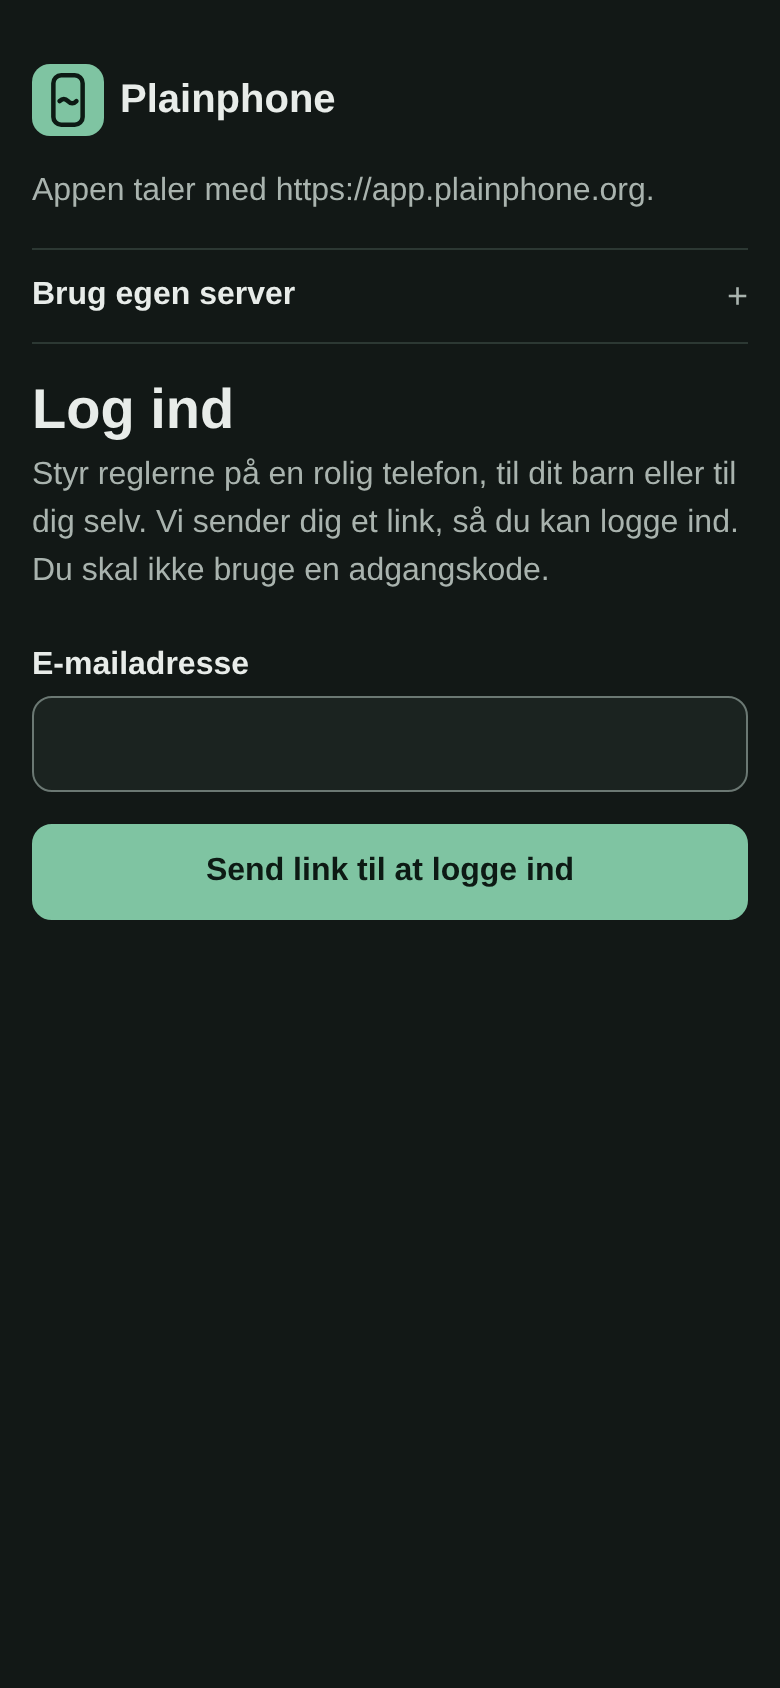 Plainphone
Appen taler med https://app.plainphone.org.
Brug egen server +
Log ind
Styr reglerne på en rolig telefon, til dit barn eller til
dig selv. Vi sender dig et link, så du kan logge ind.
Du skal ikke bruge en adgangskode.
E-mailadresse
Send link til at logge ind